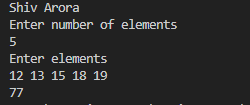 Shiv Arora
Enter number of elements
5
Enter elements
12 13 15 18 19
77